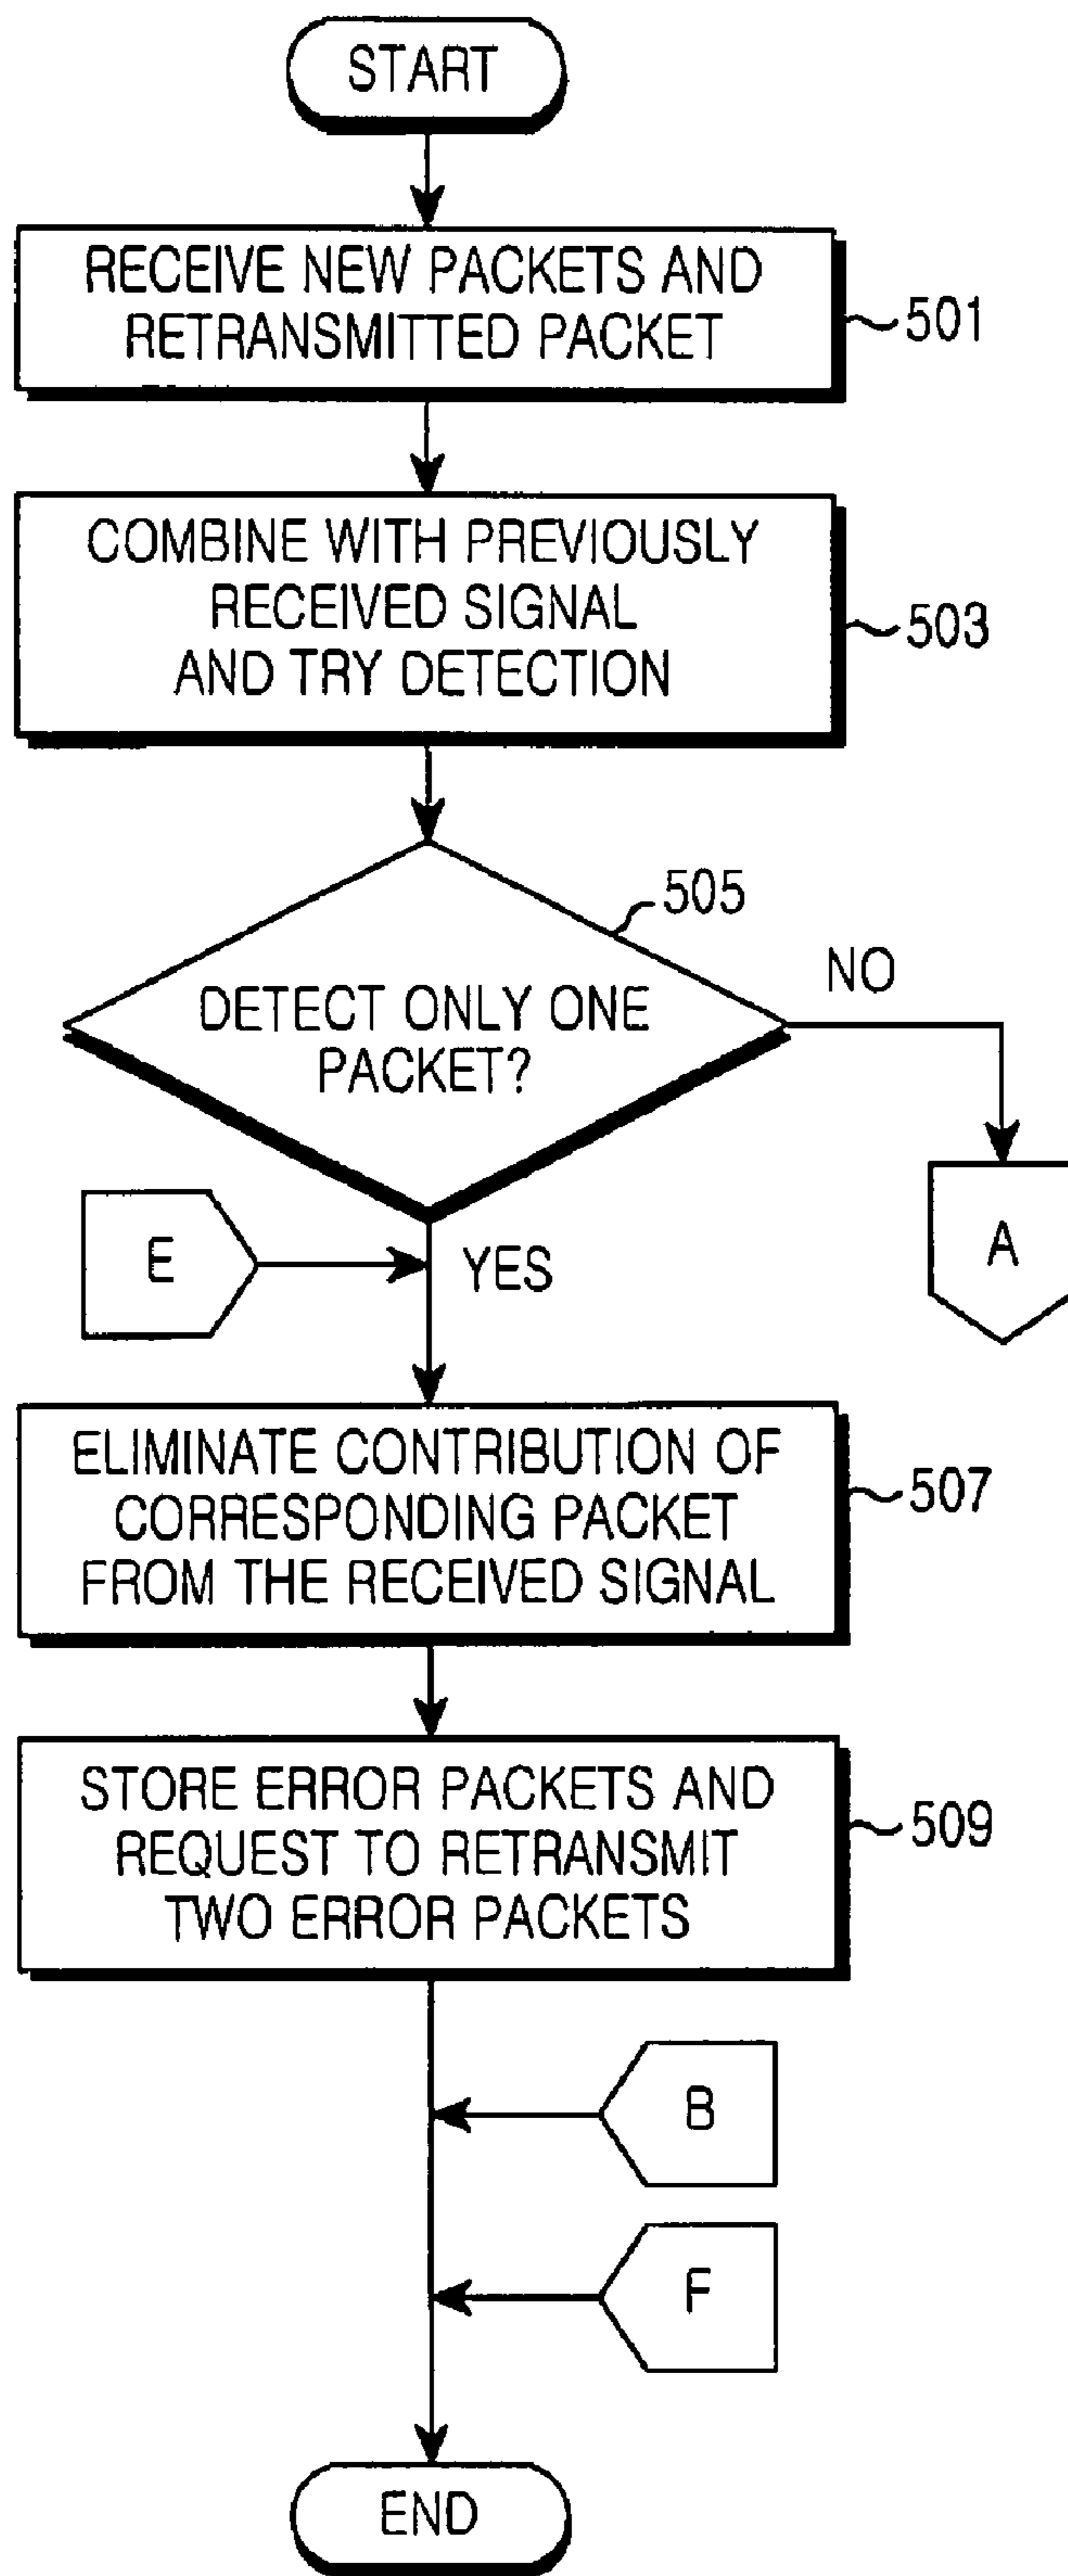 START
RECEIVE NEW PACKETS AND
RETRANSMITTED PACKET
501
COMBINE WITH PREVIOUSLY
RECEIVED SIGNAL
AND TRY DETECTION
503
505
DETECT ONLY ONE
PACKET?
NO
A
E
YES
ELIMINATE CONTRIBUTION OF
CORRESPONDING PACKET
FROM THE RECEIVED SIGNAL
507
STORE ERROR PACKETS AND
REQUEST TO RETRANSMIT
TWO ERROR PACKETS
509
B
F
END